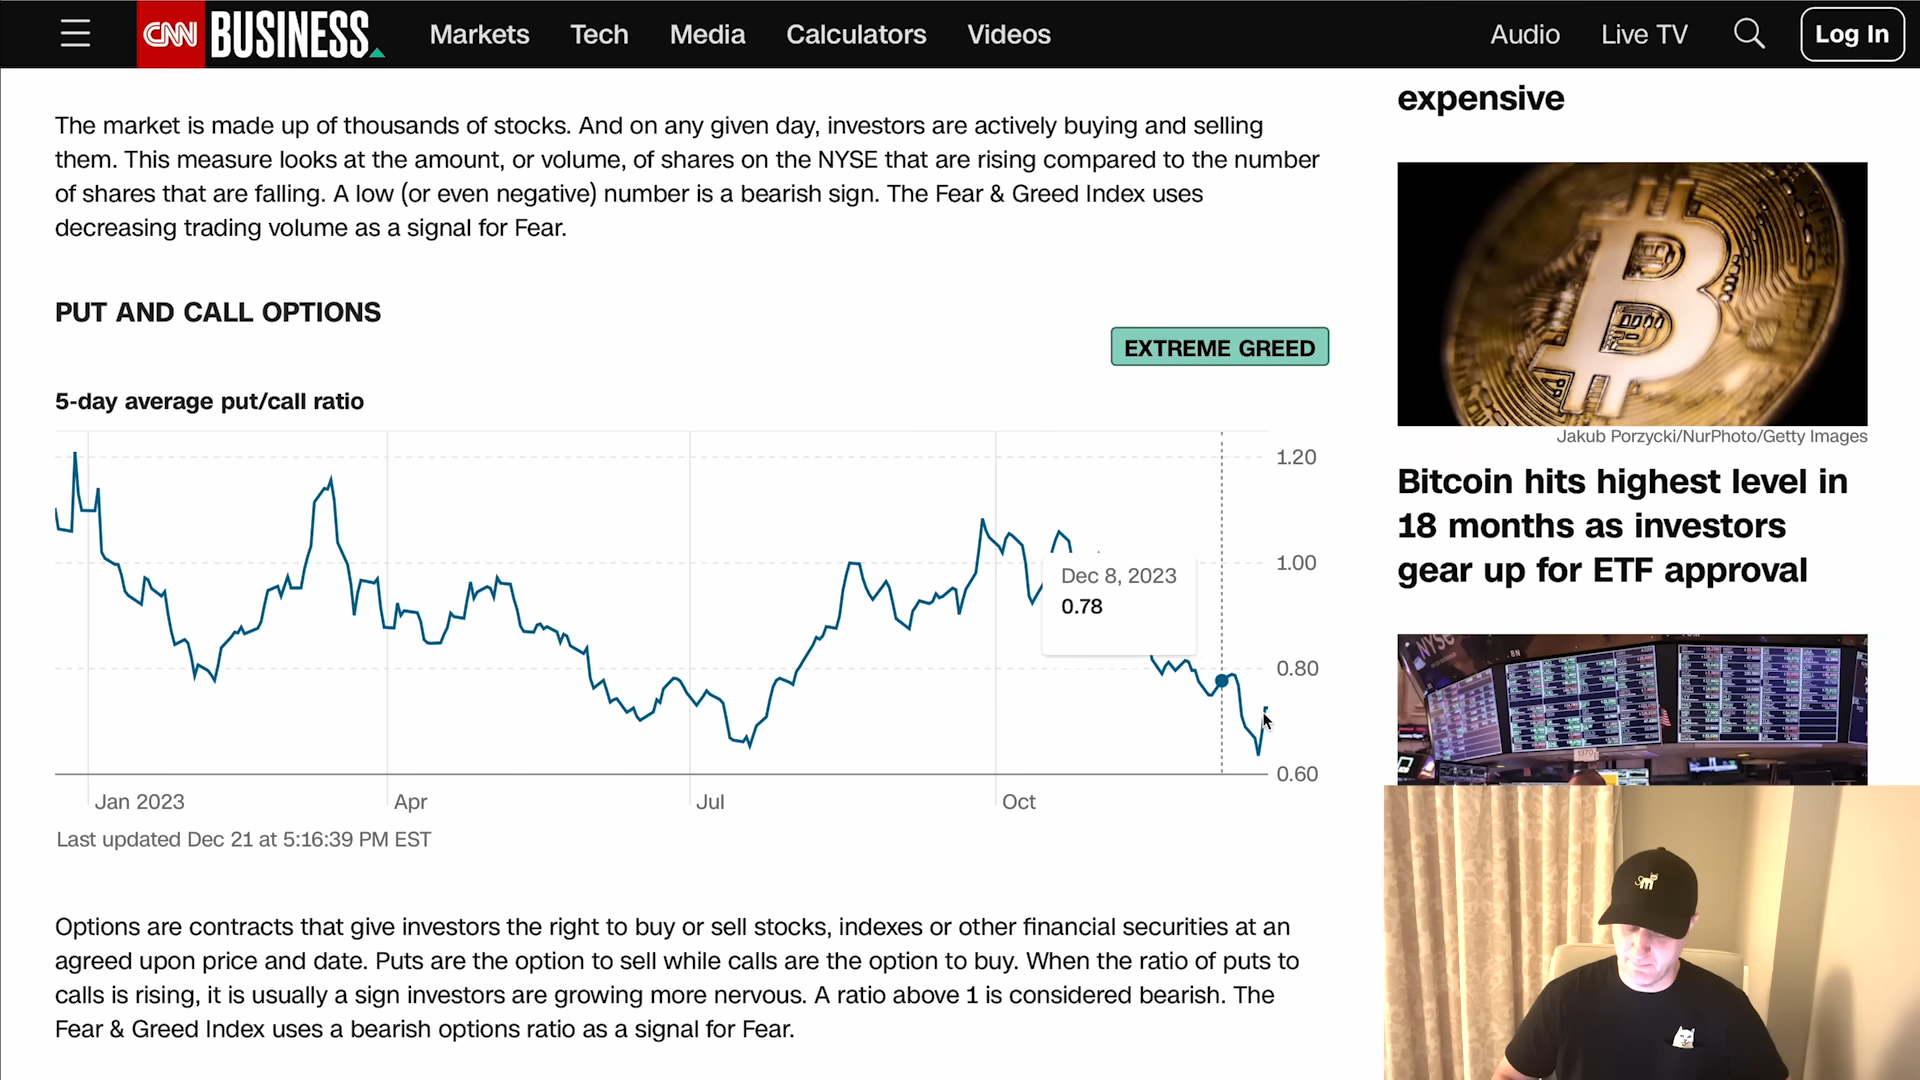 CNN BUSINESS
Markets
Tech
Media
Calculators
Videos
Audio
Live TV
Log In
The market is made up of thousands of stocks. And on any given day, investors are actively buying and selling
them. This measure looks at the amount, or volume, of shares on the NYSE that are rising compared to the number
of shares that are falling. A low (or even negative) number is a bearish sign. The Fear & Greed Index uses
decreasing trading volume as a signal for Fear.
PUT AND CALL OPTIONS
EXTREME GREED
5-day average put/call ratio
1.20
1.00
0.80
0.60
Dec 8, 2023
0.78
Jan 2023
Apr
Jul
Oct
Last updated Dec 21 at 5:16:39 PM EST
Options are contracts that give investors the right to buy or sell stocks, indexes or other financial securities at an
agreed upon price and date. Puts are the option to sell while calls are the option to buy. When the ratio of puts to
calls is rising, it is usually a sign investors are growing more nervous. A ratio above 1 is considered bearish. The
Fear & Greed Index uses a bearish options ratio as a signal for Fear.
expensive
Jakub Porzycki/NurPhoto/Getty Images
Bitcoin hits highest level in
18 months as investors
gear up for ETF approval
NYSE